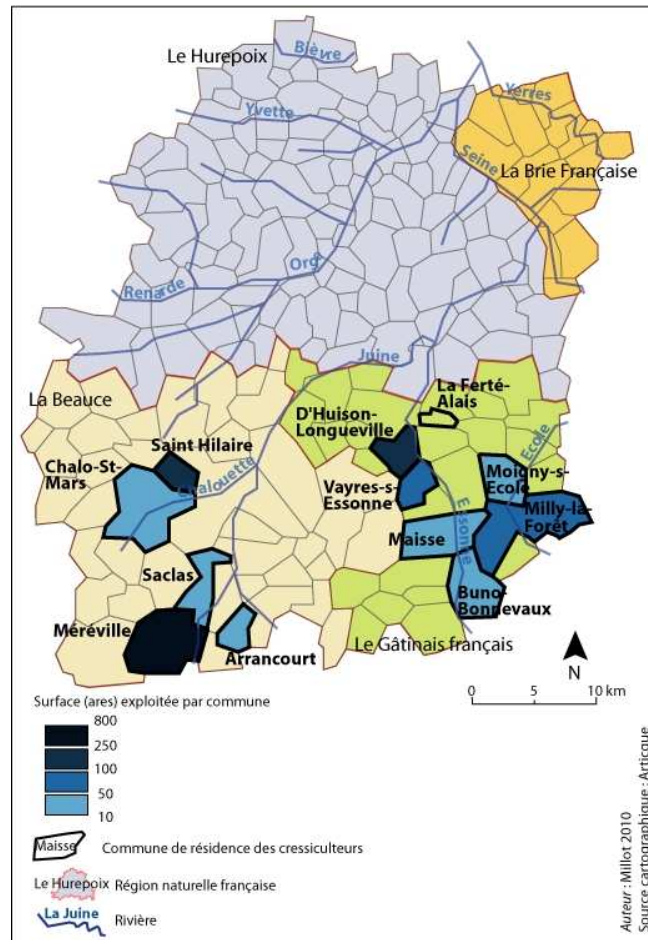 Le Hurepoix
Bièvre
Yvette
Yerres
Seine
La Brie Française
Orge
Renarde
Juine
La Beauce
La Ferté-
Alais
D'Huison-
Longueville
Ecole
Saint Hilaire
Chalo-St-
Mars
Chalouette
Moigny-s-
Ecole
Vayres-s-
Essonne
Milly-la-
Forêt
Essonne
Maisse
Saclas
Buno-
Bonnevaux
Méréville
Arrancourt
Le Gâtinais français
N
0 5 10 km
Surface (ares) exploitée par commune
800
250
100
50
10
Maisse
Commune de résidence des cressiculteurs
Le Hurepoix
Région naturelle française
La Juine
Rivière
Auteur : Millot 2010
Source cartographique : Articque